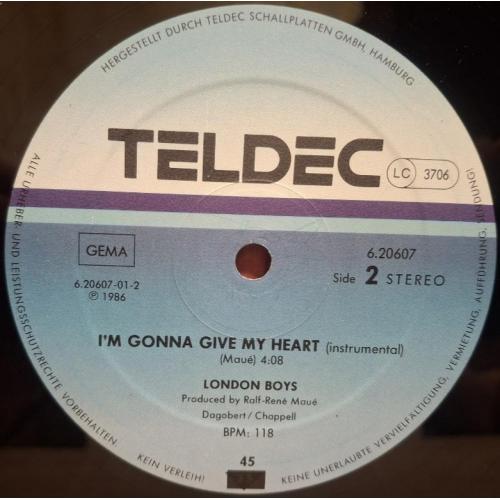 HERGESTELLT DURCH TELDEC SCHALLPLATTEN GMBH, HAMBURG
TELDEC
LC 3706
GEMA
6.20607-01-2
℗ 1986
6.20607
Side 2 STEREO
I'M GONNA GIVE MY HEART (instrumental)
(Maué) 4:08
LONDON BOYS
Produced by Ralf-René Maué
Dagobert/Chappell
BPM: 118
45
ALLE URHEBER- UND LEISTUNGSSCHUTZRECHTE VORBEHALTEN
KEIN VERLEIH!
KEINE UNERLAUBTE VERVIELFÄLTIGUNG, VERMIETUNG, AUFFÜHRUNG, SENDUNG!